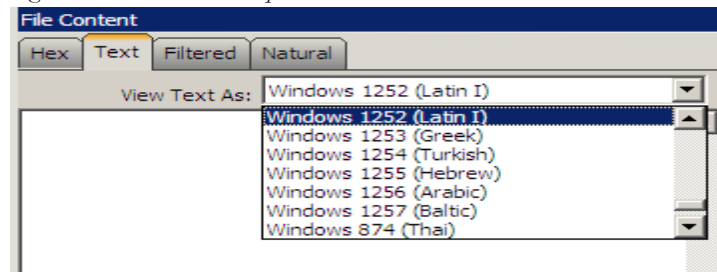 File Content
Hex Text Filtered Natural
View Text As: Windows 1252 (Latin I)
Windows 1252 (Latin I)
Windows 1253 (Greek)
Windows 1254 (Turkish)
Windows 1255 (Hebrew)
Windows 1256 (Arabic)
Windows 1257 (Baltic)
Windows 874 (Thai)